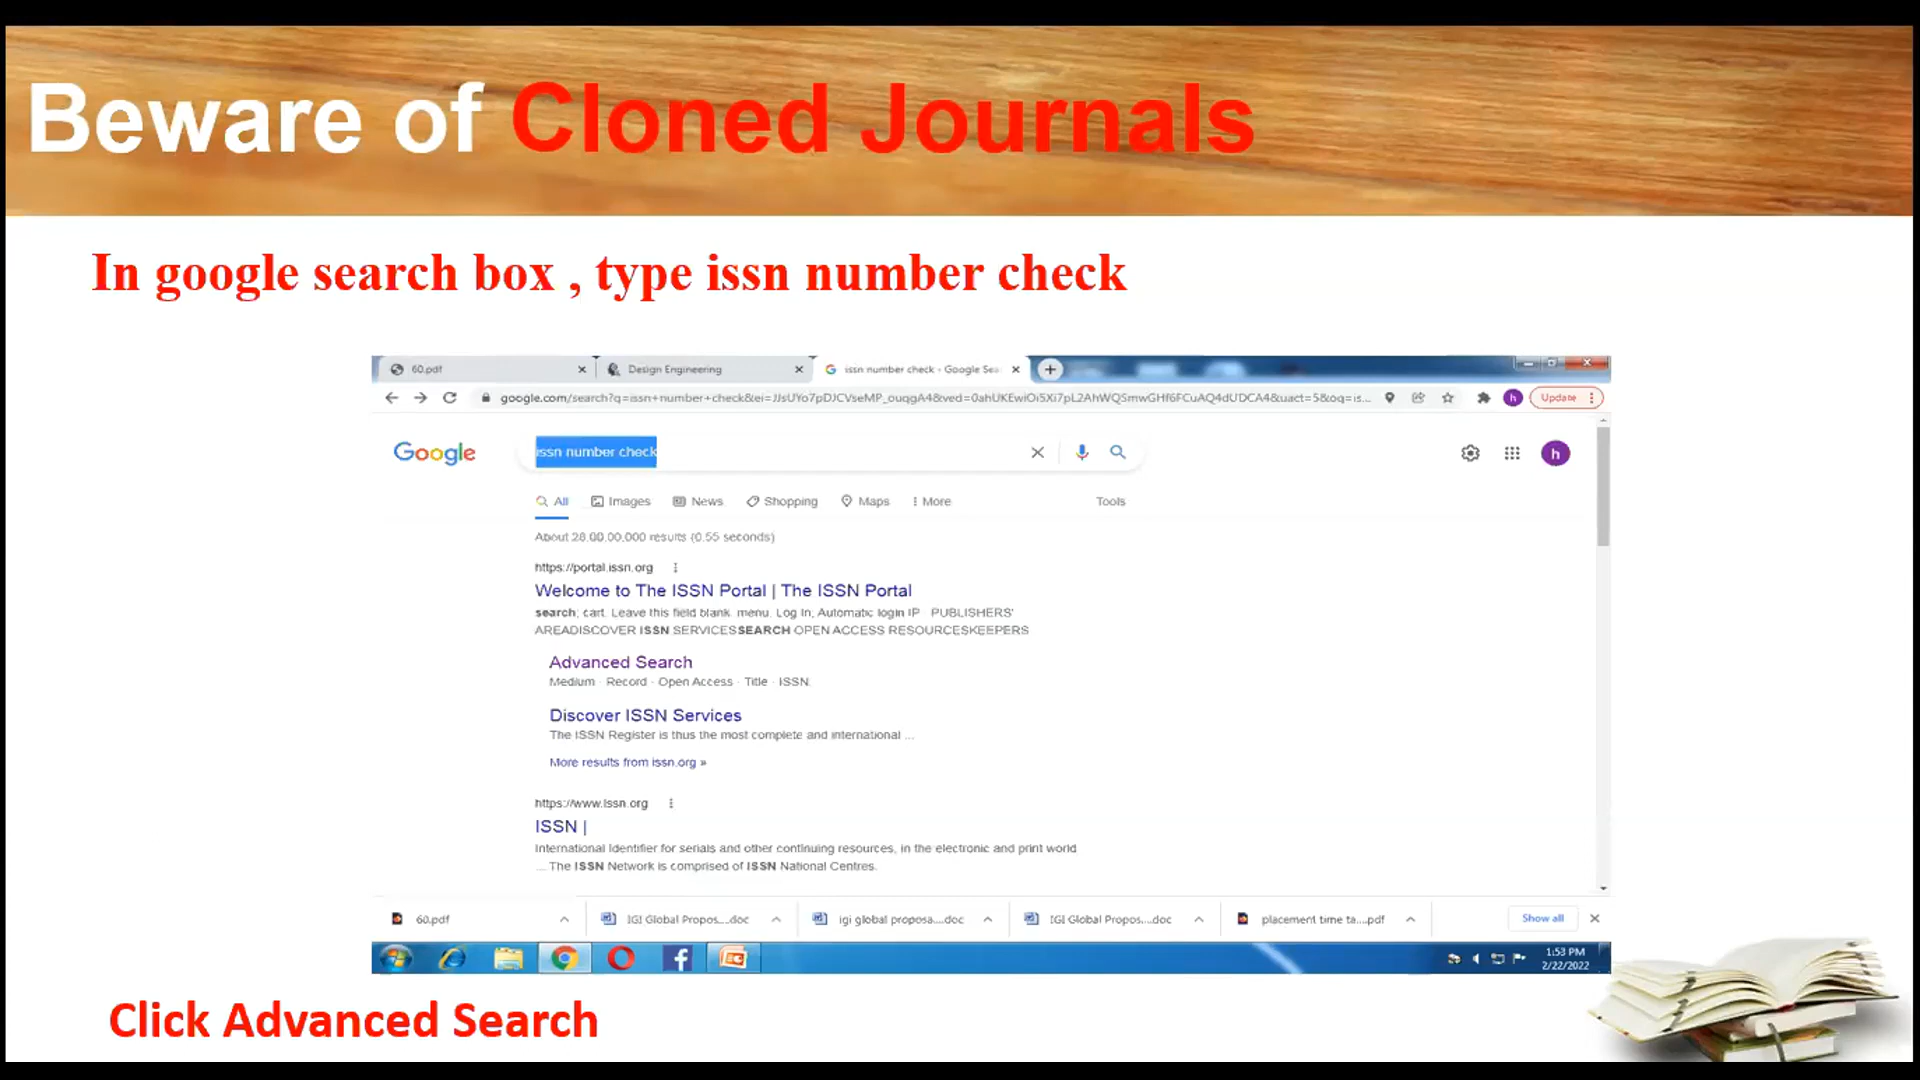 Beware of Cloned Journals
In google search box , type issn number check
60.pdf
Design Engineering
issn number check - Google Sea
google.com/search?q=issn+number+check&ei=
Update
Google
issn number check
h
All Images News Shopping Maps More Tools
About 28,00,00,000 results (0.55 seconds)
https://portal.issn.org
Welcome to The ISSN Portal | The ISSN Portal
search; cart. Leave this field blank. menu. Log In, Automatic login IP PUBLISHERS'
AREADISCOVER ISSN SERVICESSEARCH OPEN ACCESS RESOURCESKEEPERS
Advanced Search
Medium · Record · Open Access · Title · ISSN
Discover ISSN Services
The ISSN Register is thus the most complete and international ...
More results from issn.org »
https://www.issn.org
ISSN |
International Identifier for serials and other continuing resources, in the electronic and print world
... The ISSN Network is comprised of ISSN National Centres.
60.pdf
IGI Global Propos....doc
igi global proposa....doc
IGI Global Propos....doc
placement time ta....pdf
Show all
1:53 PM
2/22/2022
Click Advanced Search